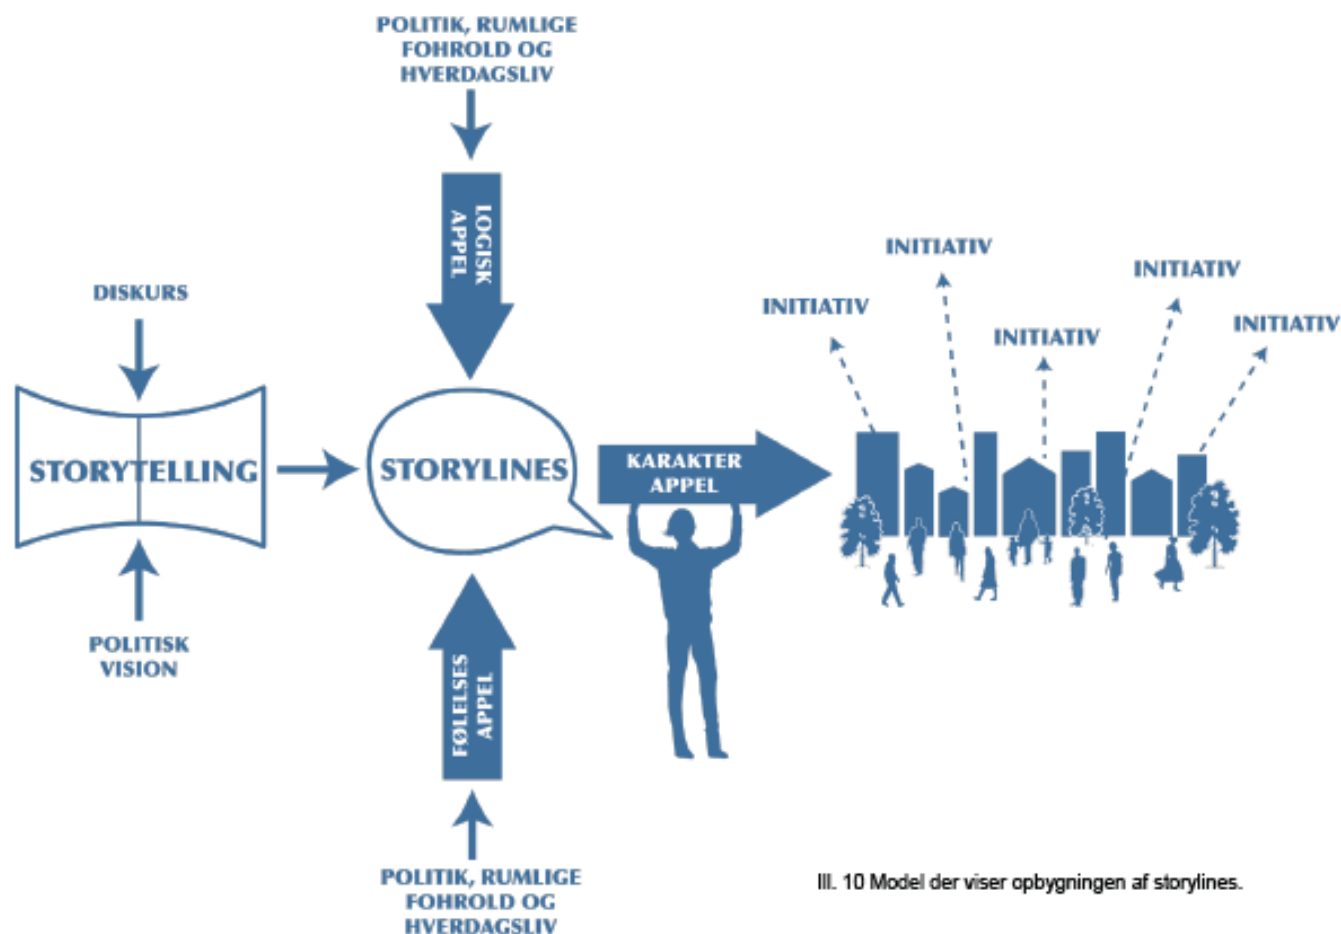 POLITIK, RUMLIGE
FOHROLD OG
HVERDAGSLIV
LOGISK
APPEL
DISKURS
STORYTELLING
POLITISK
VISION
STORYLINES
FØLELSES
APPEL
POLITIK, RUMLIGE
FOHROLD OG
HVERDAGSLIV
KARAKTER
APPEL
INITIATIV
INITIATIV
INITIATIV
INITIATIV
INITIATIV
Ill. 10 Model der viser opbygningen af storylines.